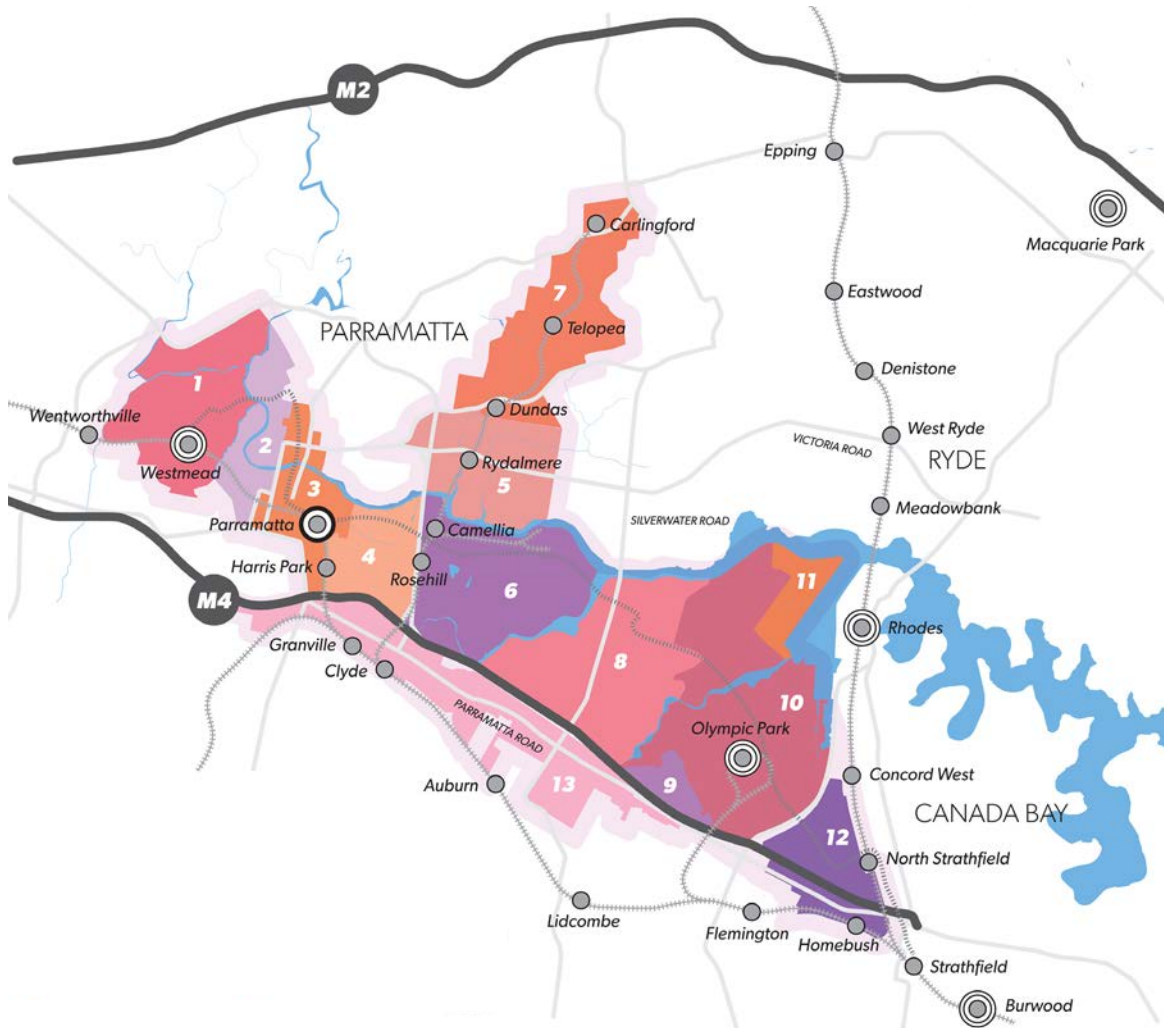 M2
Epping
Macquarie Park
Carlingford
7
Eastwood
PARRAMATTA
Telopea
1
Denistone
Wentworthville
Dundas
Westmead
2
West Ryde
VICTORIA ROAD
RYDE
Rydalmere
5
3
Meadowbank
Parramatta
Camellia
SILVERWATER ROAD
Harris Park
4
Rosehill
6
11
M4
Rhodes
Granville
Clyde
8
10
PARRAMATTA ROAD
Olympic Park
Auburn
13
9
Concord West
CANADA BAY
12
North Strathfield
Lidcombe
Flemington
Homebush
Strathfield
Burwood